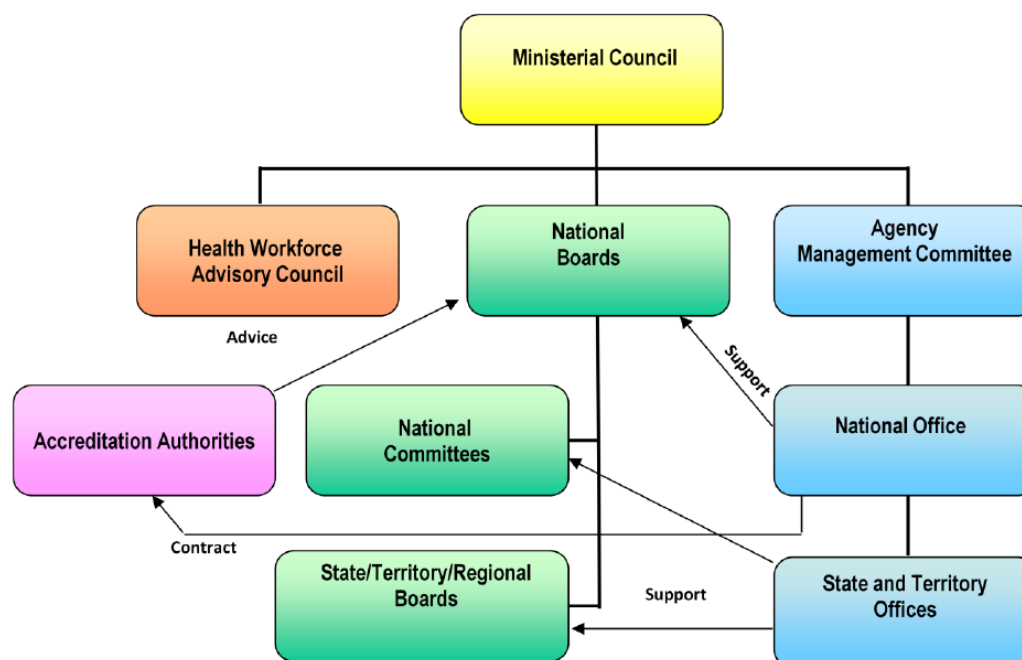 Ministerial Council
Health Workforce
Advisory Council
National
Boards
Agency
Management Committee
Advice
Support
Accreditation Authorities
National
Committees
National Office
Contract
State/Territory/Regional
Boards
Support
State and Territory
Offices